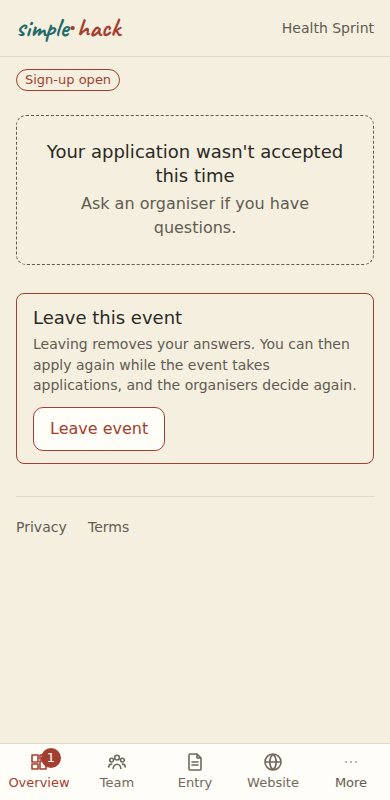 simple·hack
Health Sprint
Sign-up open
Your application wasn't accepted
this time
Ask an organiser if you have
questions.
Leave this event
Leaving removes your answers. You can then
apply again while the event takes
applications, and the organisers decide again.
Leave event
Privacy Terms
1
Overview Team Entry Website More